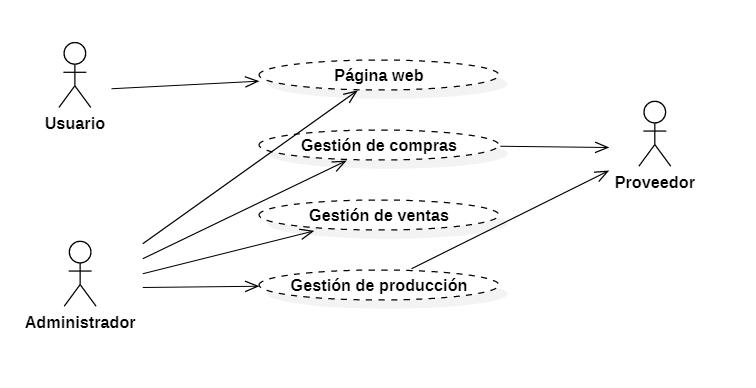 Usuario
Página web
Gestión de compras
Proveedor
Gestión de ventas
Gestión de producción
Administrador